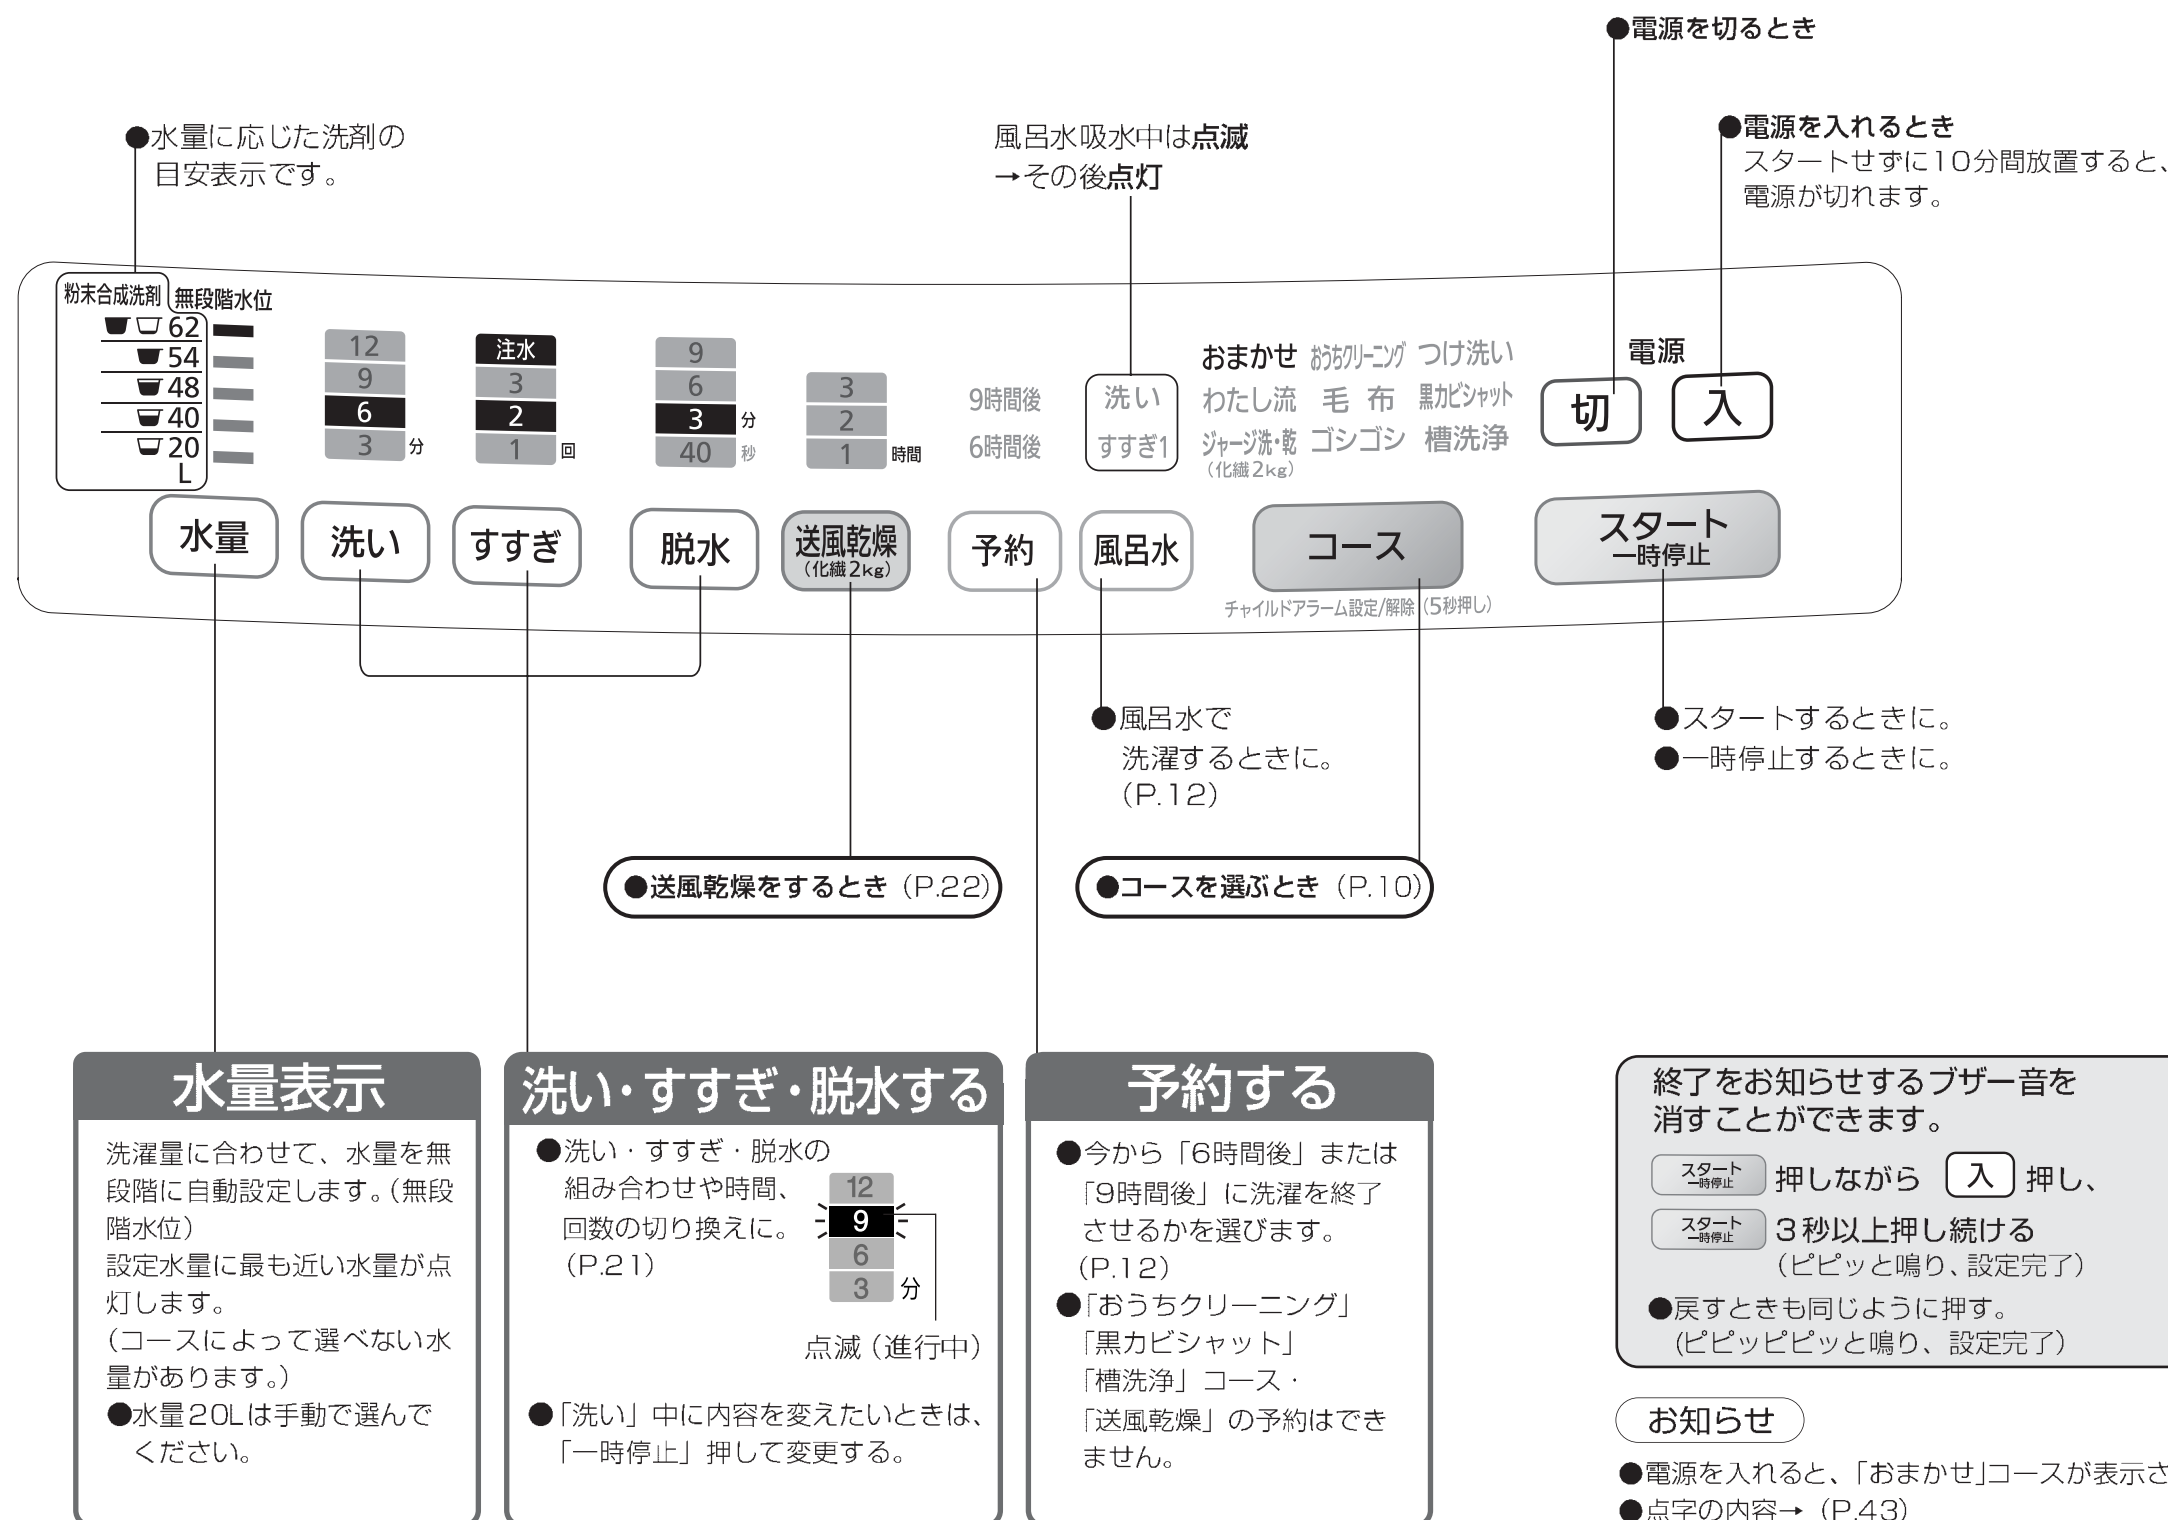 ●電源を切るとき
●水量に応じた洗剤の
目安表示です。
風呂水吸水中は点滅
→その後点灯
●電源を入れるとき
スタートせずに10分間放置すると、
電源が切れます。
粉末合成洗剤 無段階水位
62
54
48
40
20
L
12
9
6
3 分
注水
3
2
1 回
9
6
3 分
40 秒
3
2
1 時間
9時間後
6時間後
洗い
すすぎ1
おまかせ おうちクリーニング つけ洗い
わたし流 毛布 黒カビシャット
ジャージ洗・乾 ゴシゴシ 槽洗浄
（化繊2kg）
電源
切 入
水量 洗い すすぎ 脱水 送風乾燥 予約 風呂水 コース スタート
（化繊2kg） 一時停止
チャイルドアラーム設定/解除（5秒押し）
●風呂水で
洗濯するときに。
（P.12）
●スタートするときに。
●一時停止するときに。
●送風乾燥をするとき（P.22）
●コースを選ぶとき（P.10）
水量表示
洗濯量に合わせて、水量を無
段階に自動設定します。（無段
階水位）
設定水量に最も近い水量が点
灯します。
（コースによって選べない水
量があります。）
●水量20Lは手動で選んで
ください。
洗い・すすぎ・脱水する
●洗い・すすぎ・脱水の
組み合わせや時間、
回数の切り換えに。
（P.21）
12
9
6
3 分
点滅（進行中）
●「洗い」中に内容を変えたいときは、
「一時停止」押して変更する。
予約する
●今から「6時間後」または
「9時間後」に洗濯を終了
させるかを選びます。
（P.12）
●「おうちクリーニング」
「黒カビシャット」
「槽洗浄」コース・
「送風乾燥」の予約はでき
ません。
終了をお知らせするブザー音を
消すことができます。
スタート 一時停止 押しながら 入 押し、
スタート 一時停止 3秒以上押し続ける
（ピピッと鳴り、設定完了）
●戻すときも同じように押す。
(ピピッピピッと鳴り、設定完了）
お知らせ
●電源を入れると、「おまかせ」コースが表示さ
●点字の内容→（P.43）